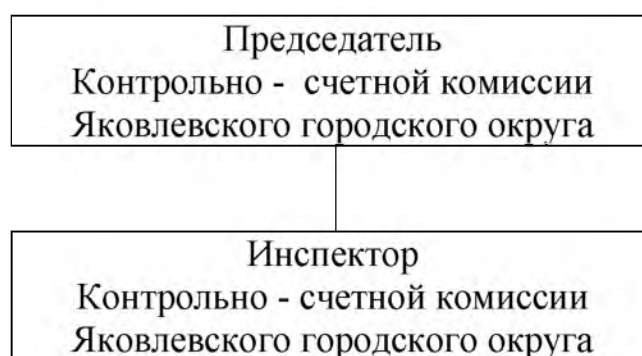 Председатель
Контрольно - счетной комиссии
Яковлевского городского округа
Инспектор
Контрольно - счетной комиссии
Яковлевского городского округа